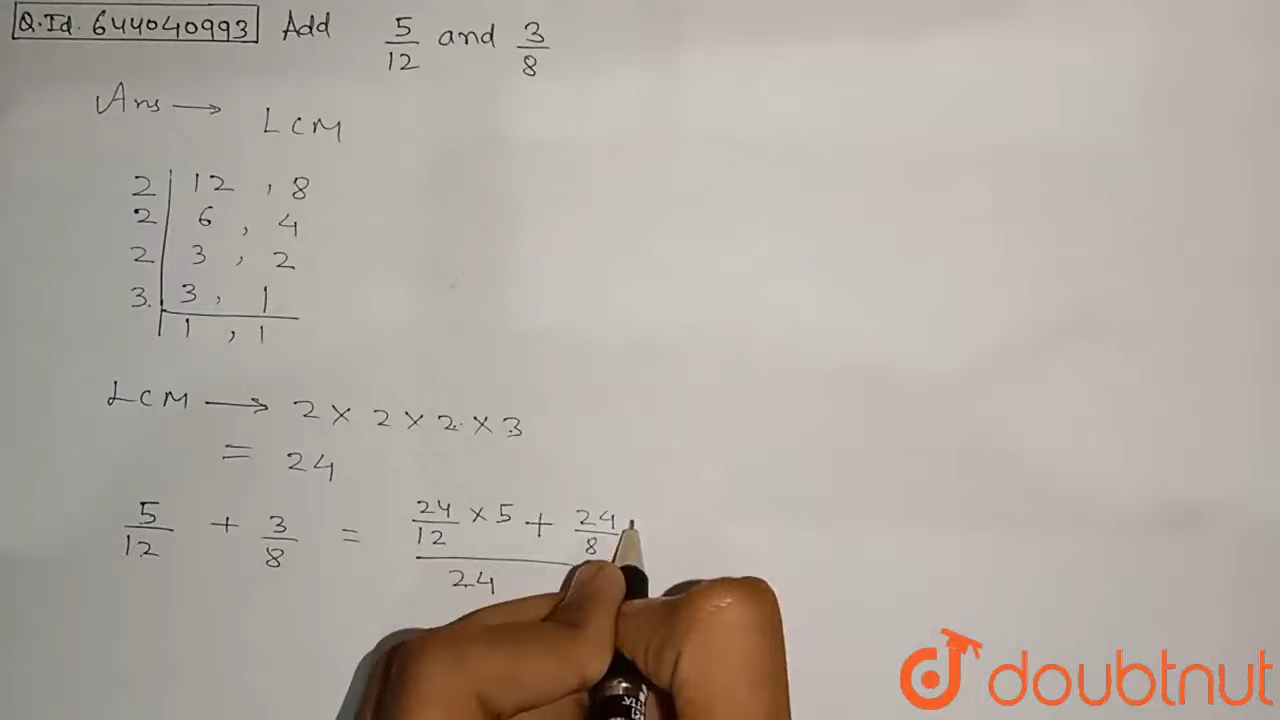 Q.Id. 644040993 Add 5/12 and 3/8
Ans → LCM
2 | 12 , 8
2 | 6 , 4
2 | 3 , 2
3. | 3 , 1
| 1 , 1
LCM → 2 × 2 × 2 × 3
= 24
5/12 + 3/8 = (24/12 × 5 + 24/8)/24
doubtnut